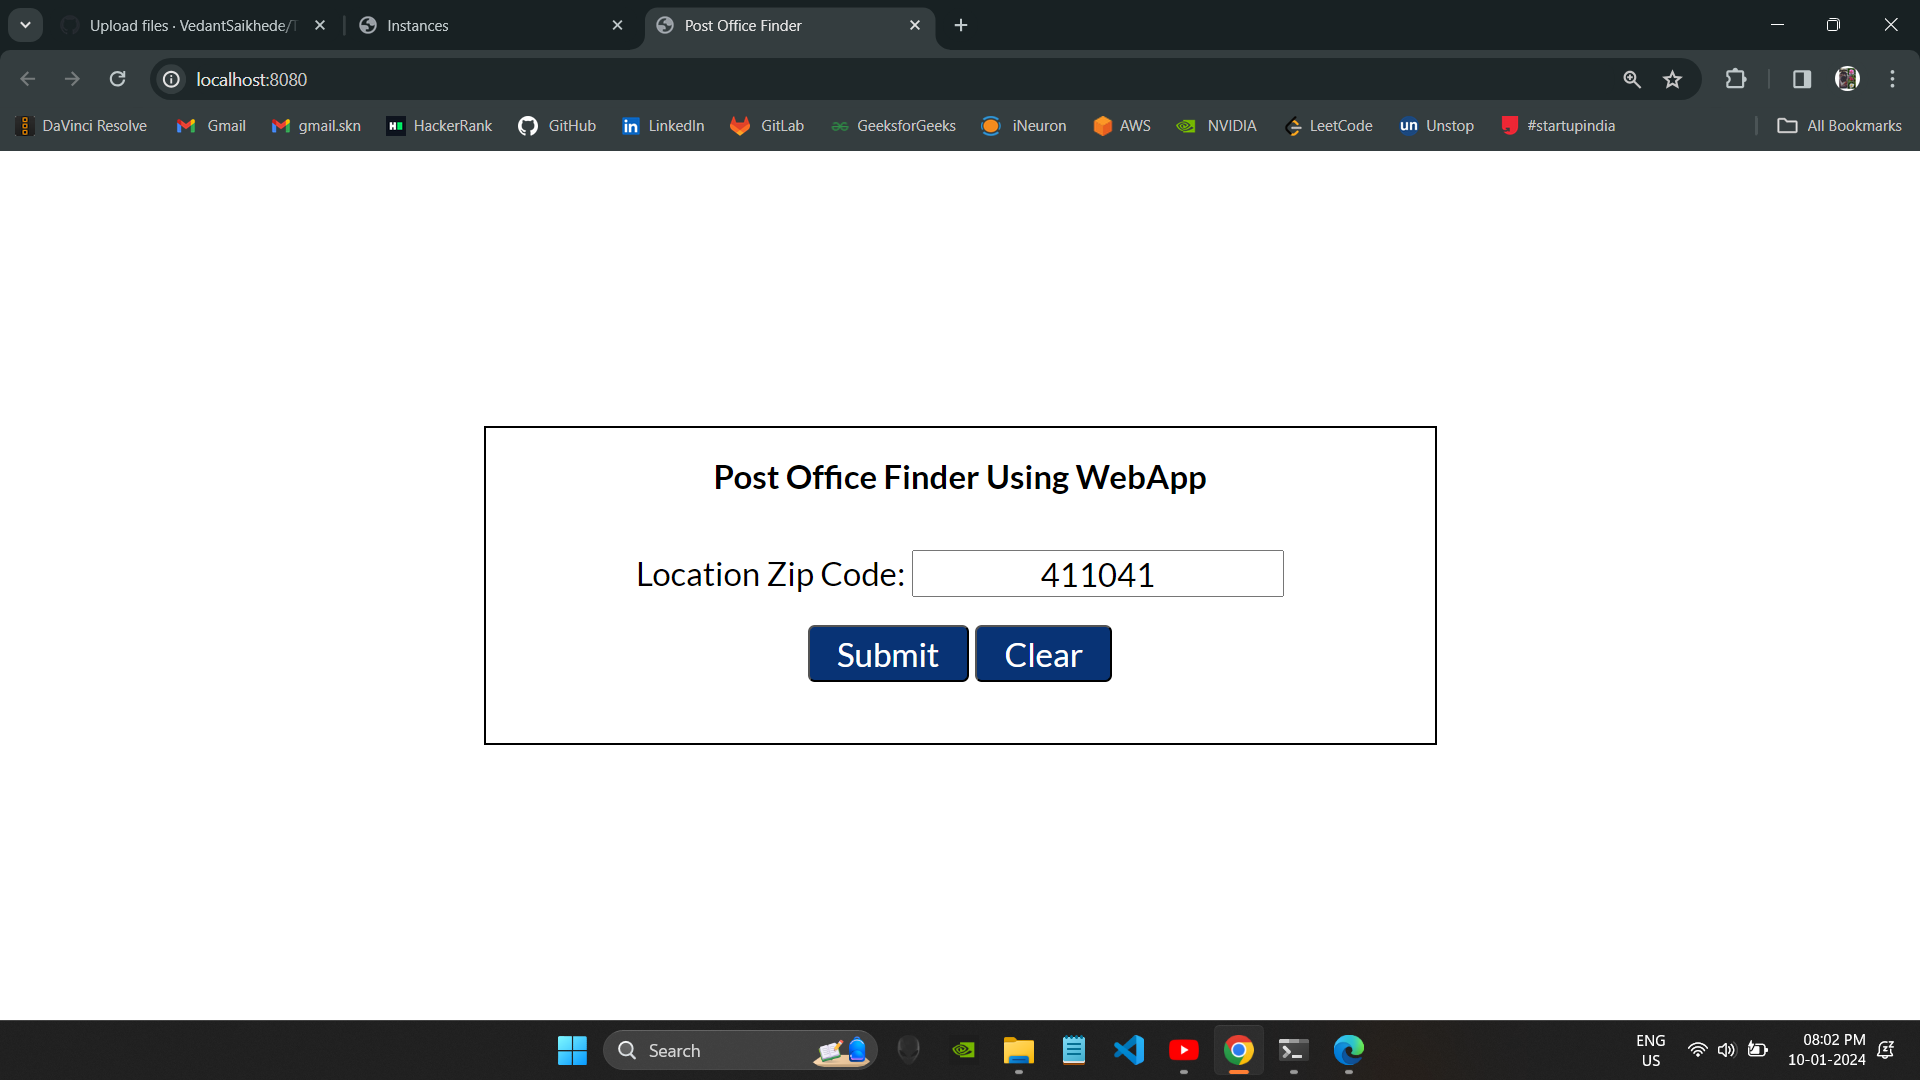 Upload files · VedantSaikhede/T
Instances
Post Office Finder
localhost:8080
DaVinci Resolve
Gmail
gmail.skn
HackerRank
GitHub
in LinkedIn
GitLab
GeeksforGeeks
iNeuron
AWS
NVIDIA
LeetCode
un Unstop
#startupindia
All Bookmarks
Post Office Finder Using WebApp
Location Zip Code: 411041
Submit Clear
Search
ENG
US
08:02 PM
10-01-2024